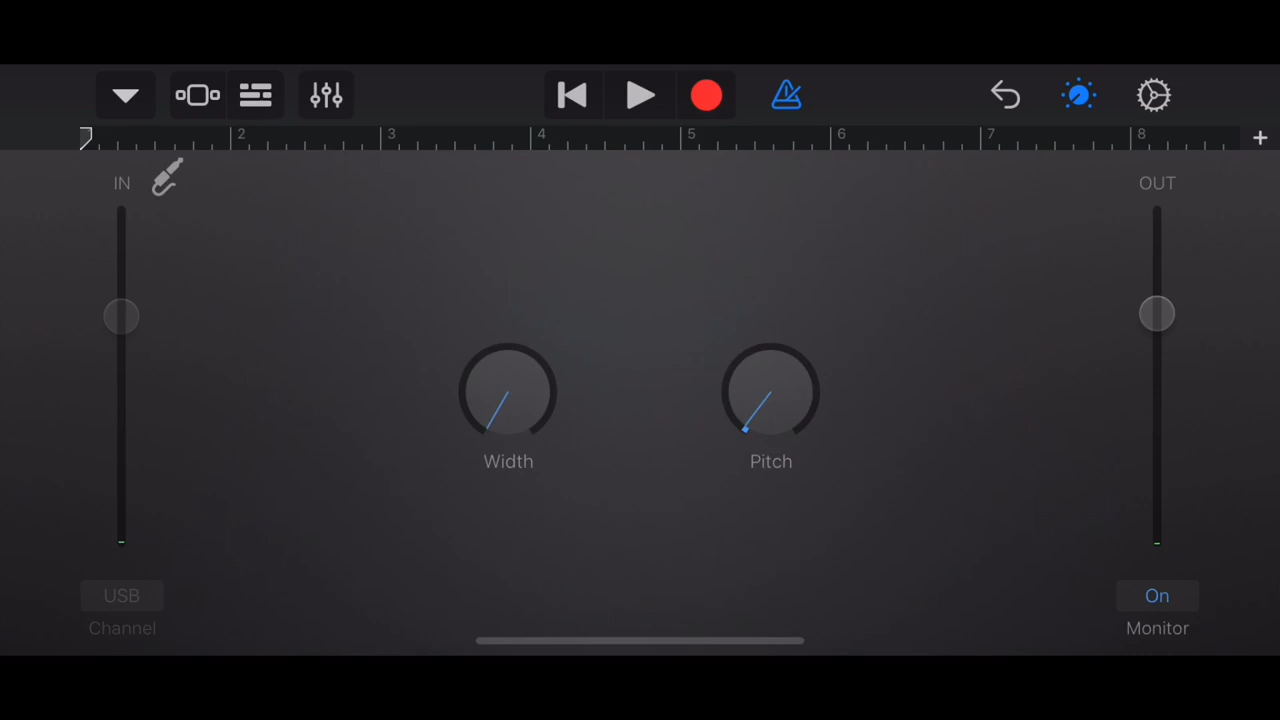 2 3 4 5 6 7 8
IN
OUT
Width
Pitch
USB
Channel
On
Monitor